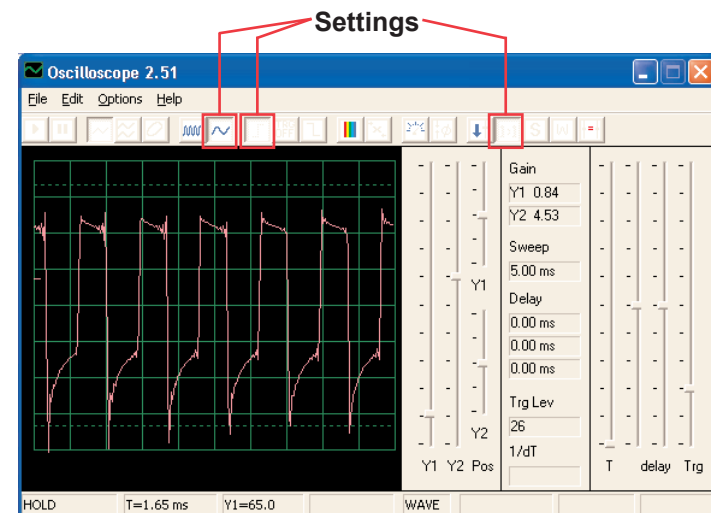 Settings
Oscilloscope 2.51
File Edit Options Help
Gain
Y1 0.84
Y2 4.53
Sweep
5.00 ms
Delay
0.00 ms
0.00 ms
0.00 ms
Trg Lev
26
1/dT
Y1
Y2
Y1 Y2 Pos
T delay Trg
HOLD T=1.65 ms Y1=65.0 WAVE